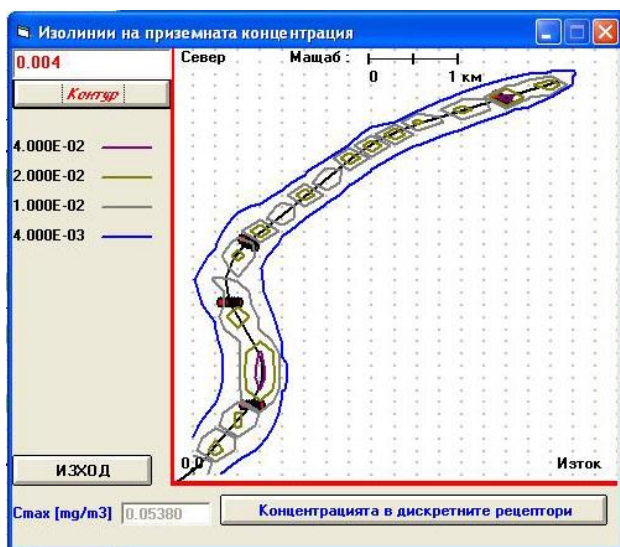 Изолинии на приземната концентрация
0.004
Контур
4.000E-02
2.000E-02
1.000E-02
4.000E-03
Север Мащаб :
0 1 км
0,0 Изток
ИЗХОД
Cmax [mg/m3] 0.05380
Концентрацията в дискретните рецептори